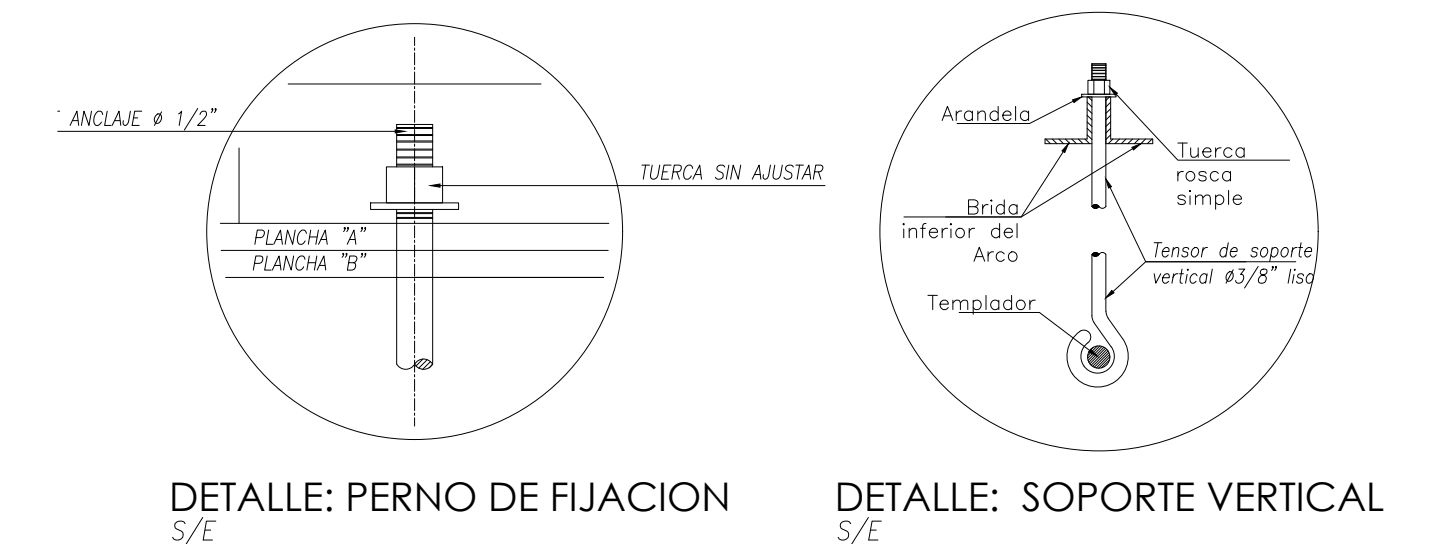 ANCLAJE ø 1/2"
TUERCA SIN AJUSTAR
PLANCHA "A"
PLANCHA "B"
DETALLE: PERNO DE FIJACION
S/E
Arandela
Tuerca
rosca
simple
Brida
inferior del
Arco
Tensor de soporte
vertical ø3/8" liso
Templador
DETALLE: SOPORTE VERTICAL
S/E